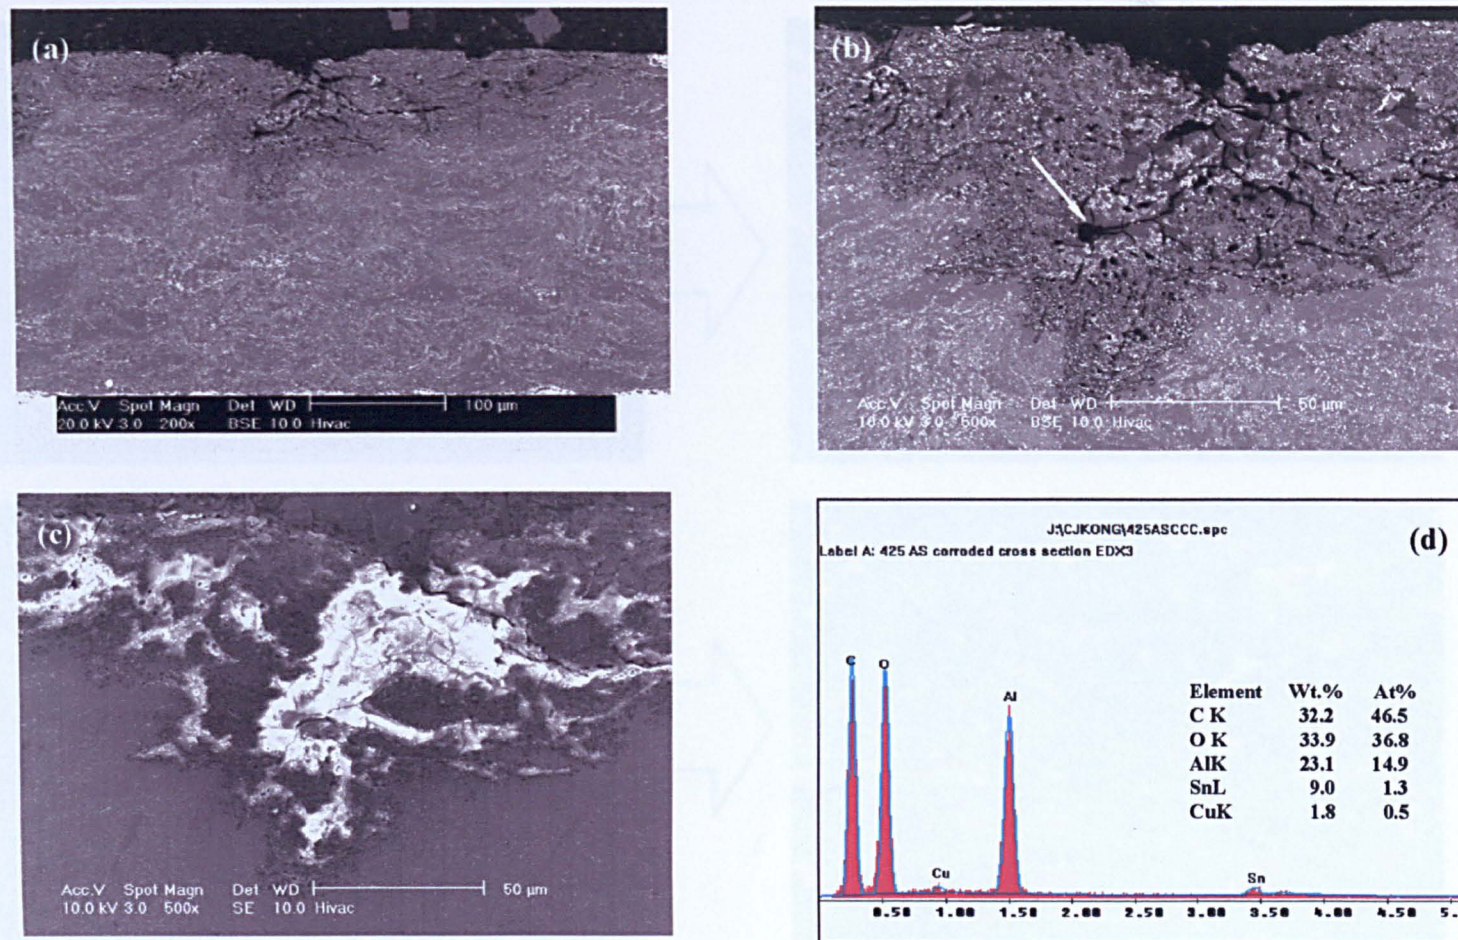 (a)
Acc.V Spot Magn Det WD 100 µm
20.0 kV 3.0 200x BSE 10.0 Hivac
(b)
Acc.V Spot Magn Det WD 50 µm
10.0 kV 3.0 500x BSE 10.0 Hivac
(c)
Acc.V Spot Magn Det WD 50 µm
10.0 kV 3.0 500x SE 10.0 Hivac
J:\CJKONG\425ASCCC.spc
(d)
Label A: 425 AS corroded cross section EDX3
C O Al Cu Sn
Element Wt.% At%
C K 32.2 46.5
O K 33.9 36.8
AlK 23.1 14.9
SnL 9.0 1.3
CuK 1.8 0.5
0.50 1.00 1.50 2.00 2.50 3.00 3.50 4.00 4.50